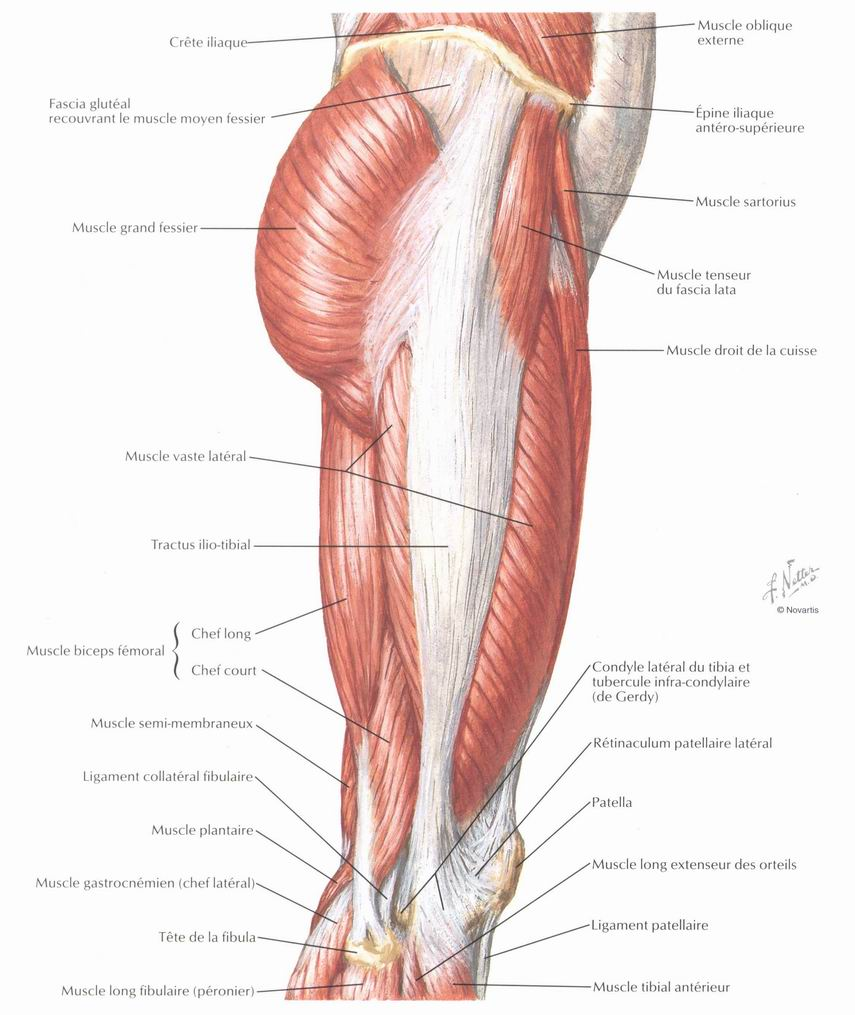 Crête iliaque
Muscle oblique
externe
Fascia glutéal
recouvrant le muscle moyen fessier
Épine iliaque
antéro-supérieure
Muscle sartorius
Muscle grand fessier
Muscle tenseur
du fascia lata
Muscle droit de la cuisse
Muscle vaste latéral
Tractus ilio-tibial
F. Netter
M.D.
© Novartis
Muscle biceps fémoral { Chef long
Chef court
Condyle latéral du tibia et
tubercule infra-condylaire
(de Gerdy)
Muscle semi-membraneux
Rétinaculum patellaire latéral
Ligament collatéral fibulaire
Patella
Muscle plantaire
Muscle long extenseur des orteils
Muscle gastrocnémien (chef latéral)
Ligament patellaire
Tête de la fibula
Muscle long fibulaire (péronier)
Muscle tibial antérieur